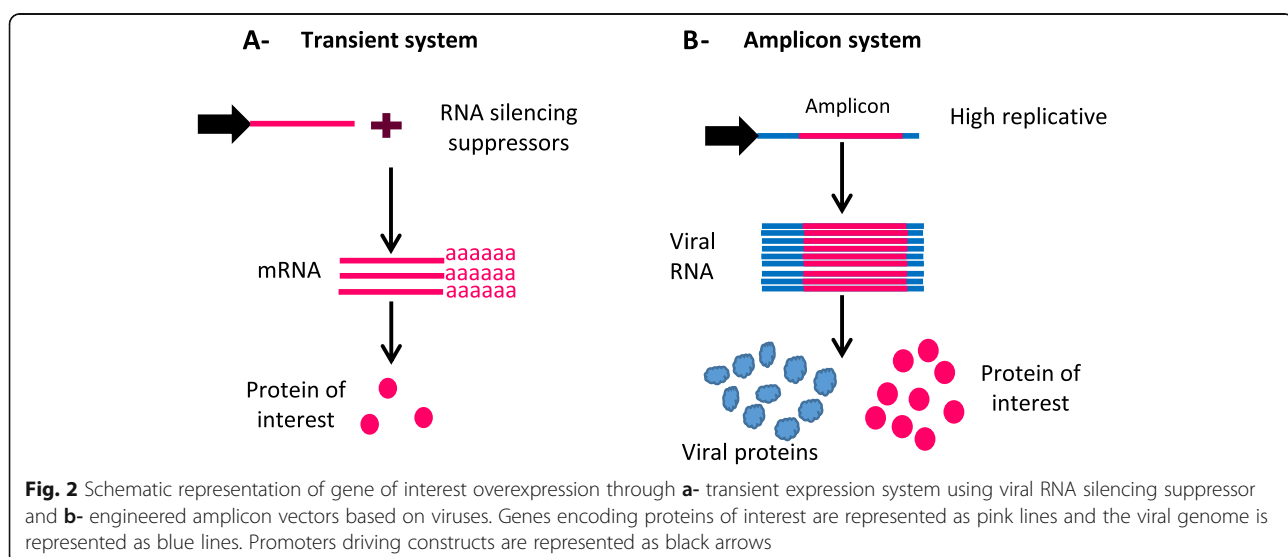 A- Transient system
B- Amplicon system
RNA silencing
suppressors
Amplicon
High replicative
mRNA
aaaaaa
aaaaaa
aaaaaa
Viral
RNA
Protein of
interest
Viral proteins
Protein of
interest
Fig. 2 Schematic representation of gene of interest overexpression through a- transient expression system using viral RNA silencing suppressor
and b- engineered amplicon vectors based on viruses. Genes encoding proteins of interest are represented as pink lines and the viral genome is
represented as blue lines. Promoters driving constructs are represented as black arrows